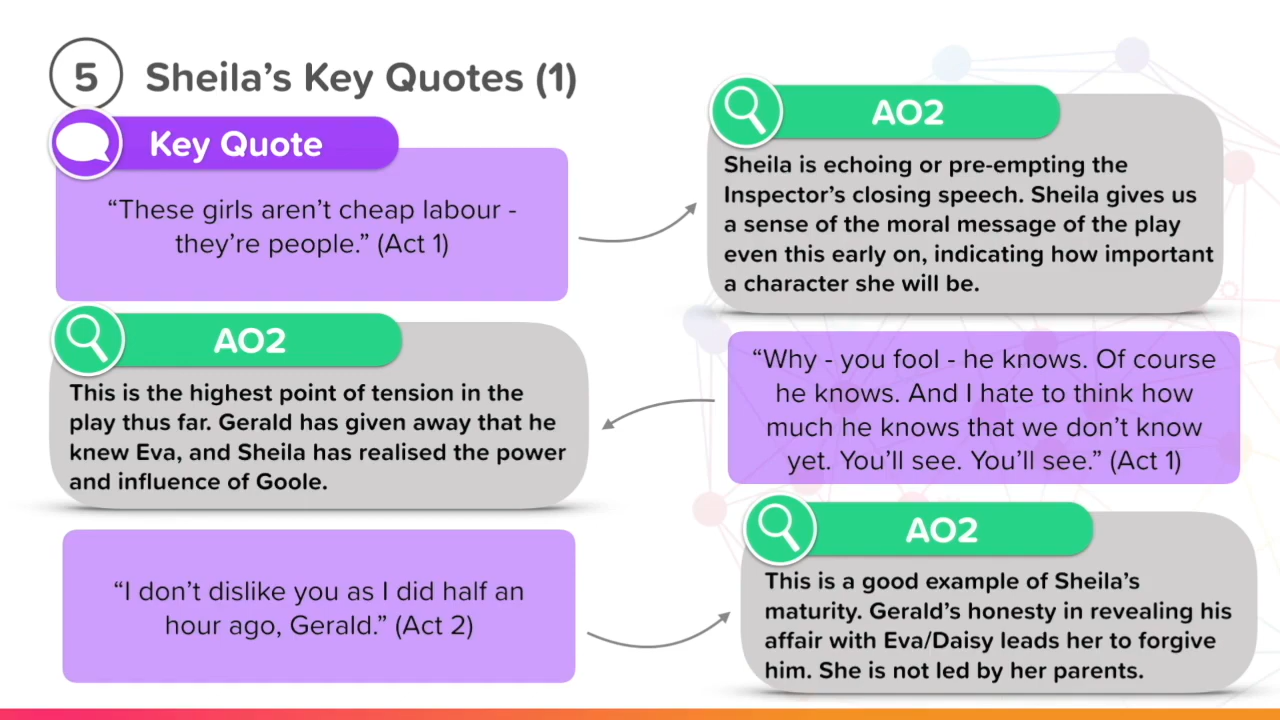 5 Sheila’s Key Quotes (1)
Key Quote
“These girls aren’t cheap labour -
they’re people.” (Act 1)
AO2
Sheila is echoing or pre-empting the
Inspector’s closing speech. Sheila gives us
a sense of the moral message of the play
even this early on, indicating how important
a character she will be.
“Why - you fool - he knows. Of course
he knows. And I hate to think how
much he knows that we don’t know
yet. You’ll see. You’ll see.” (Act 1)
AO2
This is the highest point of tension in the
play thus far. Gerald has given away that he
knew Eva, and Sheila has realised the power
and influence of Goole.
“I don’t dislike you as I did half an
hour ago, Gerald.” (Act 2)
AO2
This is a good example of Sheila’s
maturity. Gerald’s honesty in revealing his
affair with Eva/Daisy leads her to forgive
him. She is not led by her parents.